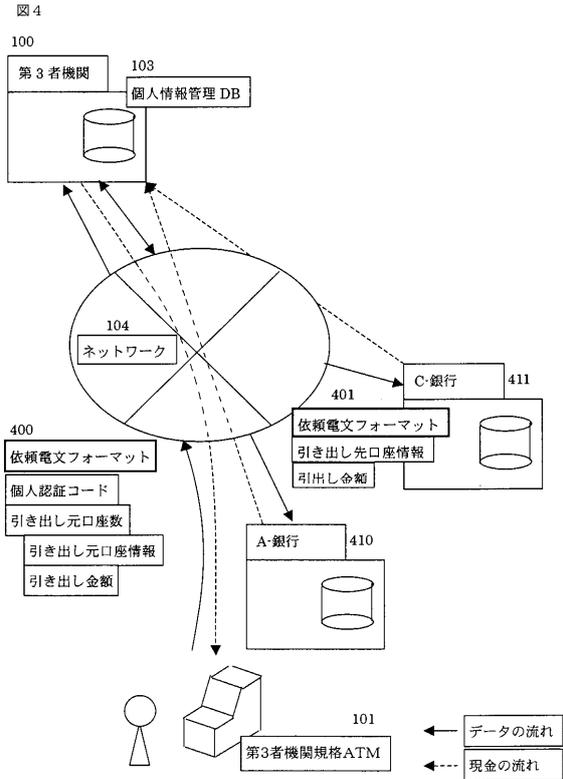 図４
100
第３者機関
103
個人情報管理 DB
104
ネットワーク
C-銀行
411
401
依頼電文フォーマット
引き出し先口座情報
引出し金額
400
依頼電文フォーマット
個人認証コード
引き出し元口座数
引き出し元口座情報
引き出し金額
A-銀行
410
101
第3者機関規格ATM
データの流れ
現金の流れ